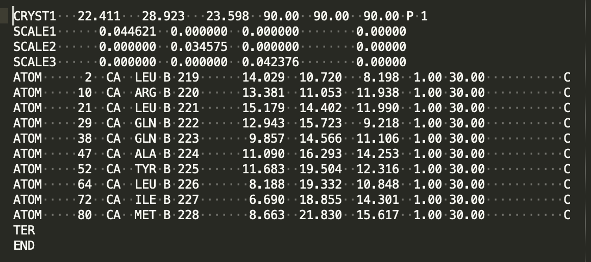 CRYST1   22.411   28.923   23.598  90.00  90.00  90.00 P 1
SCALE1      0.044621  0.000000  0.000000        0.00000
SCALE2      0.000000  0.034575  0.000000        0.00000
SCALE3      0.000000  0.000000  0.042376        0.00000
ATOM      2  CA  LEU B 219      14.029  10.720   8.198  1.00 30.00           C
ATOM     10  CA  ARG B 220      13.381  11.053  11.938  1.00 30.00           C
ATOM     21  CA  LEU B 221      15.179  14.402  11.990  1.00 30.00           C
ATOM     29  CA  GLN B 222      12.943  15.723   9.218  1.00 30.00           C
ATOM     38  CA  GLN B 223       9.857  14.566  11.106  1.00 30.00           C
ATOM     47  CA  ALA B 224      11.090  16.293  14.253  1.00 30.00           C
ATOM     52  CA  TYR B 225      11.683  19.504  12.316  1.00 30.00           C
ATOM     64  CA  LEU B 226       8.188  19.332  10.848  1.00 30.00           C
ATOM     72  CA  ILE B 227       6.690  18.855  14.301  1.00 30.00           C
ATOM     80  CA  MET B 228       8.663  21.830  15.617  1.00 30.00           C
TER
END